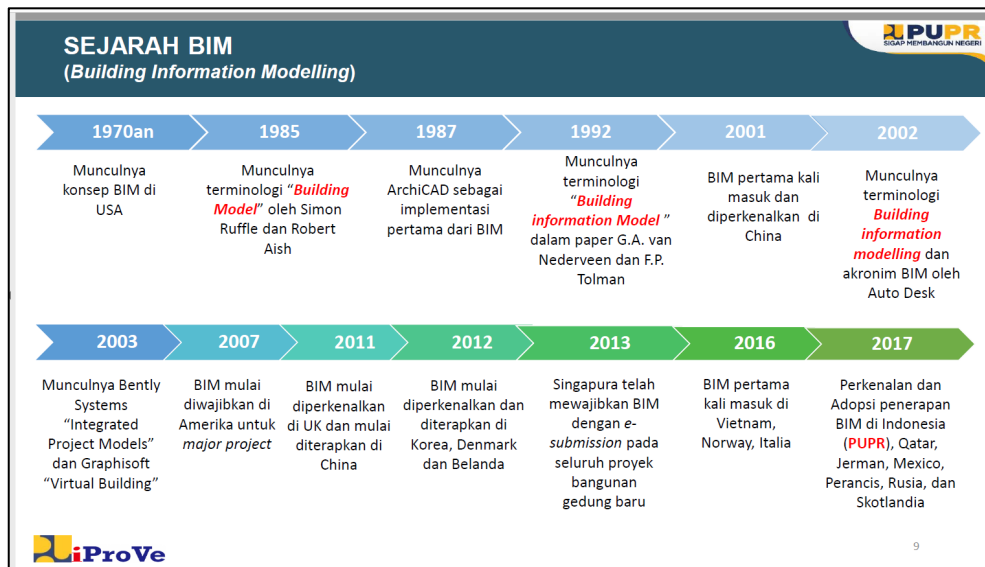 SEJARAH BIM
(Building Information Modelling)
PUPR
SIGAP MEMBANGUN NEGERI
1970an
Munculnya
konsep BIM di
USA
1985
Munculnya
terminologi “Building
Model” oleh Simon
Ruffle dan Robert
Aish
1987
Munculnya
ArchiCAD sebagai
implementasi
pertama dari BIM
1992
Munculnya
terminologi
“Building
information Model ”
dalam paper G.A. van
Nederveen dan F.P.
Tolman
2001
BIM pertama kali
masuk dan
diperkenalkan di
China
2002
Munculnya
terminologi
Building
information
modelling dan
akronim BIM oleh
Auto Desk
2003
Munculnya Bently
Systems
“Integrated
Project Models”
dan Graphisoft
“Virtual Building”
2007
BIM mulai
diwajibkan di
Amerika untuk
major project
2011
BIM mulai
diperkenalkan
di UK dan mulai
diterapkan di
China
2012
BIM mulai
diperkenalkan dan
diterapkan di
Korea, Denmark
dan Belanda
2013
Singapura telah
mewajibkan BIM
dengan e-
submission pada
seluruh proyek
bangunan
gedung baru
2016
BIM pertama
kali masuk di
Vietnam,
Norway, Italia
2017
Perkenalan dan
Adopsi penerapan
BIM di Indonesia
(PUPR), Qatar,
Jerman, Mexico,
Perancis, Rusia, dan
Skotlandia
iProVe
9